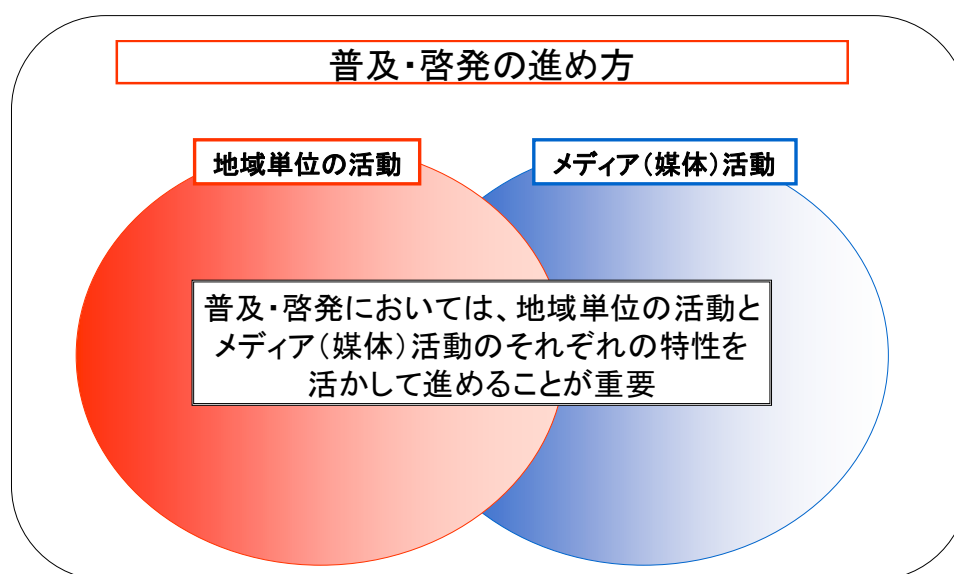 普及・啓発の進め方
地域単位の活動
メディア（媒体）活動
普及・啓発においては、地域単位の活動と
メディア（媒体）活動のそれぞれの特性を
活かして進めることが重要